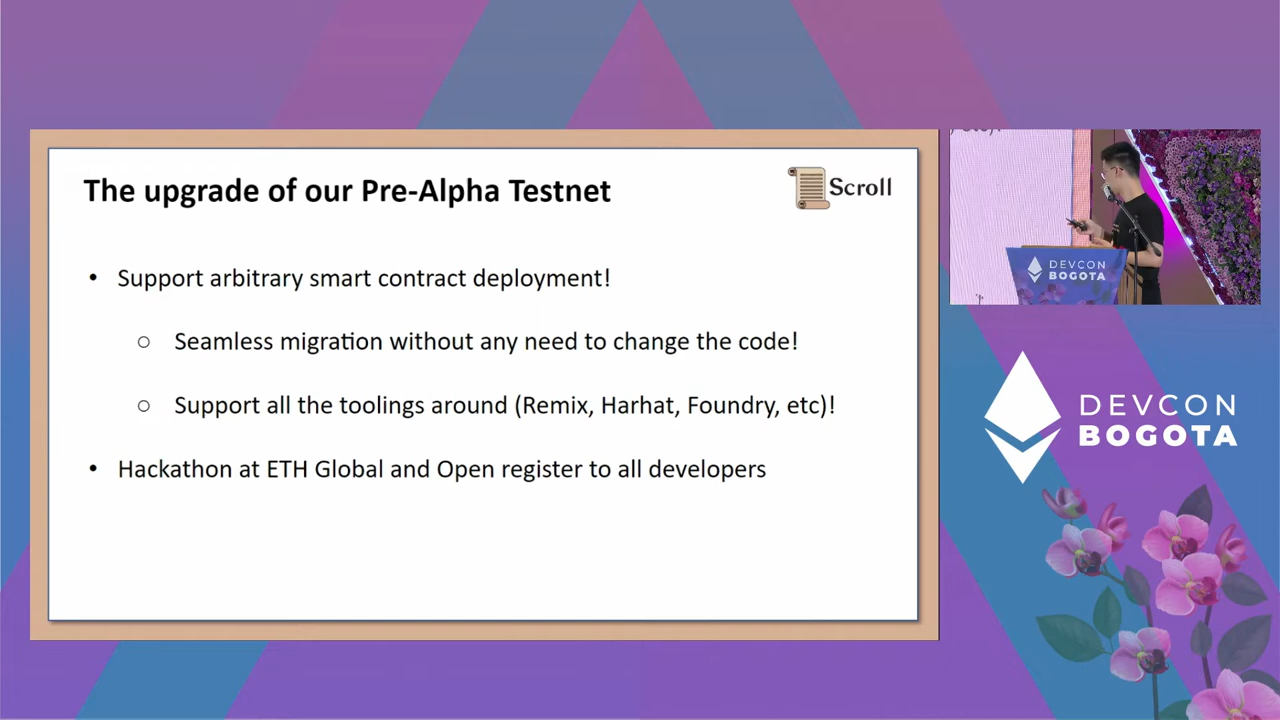 The upgrade of our Pre-Alpha Testnet
Scroll
• Support arbitrary smart contract deployment!
○ Seamless migration without any need to change the code!
○ Support all the toolings around (Remix, Harhat, Foundry, etc)!
• Hackathon at ETH Global and Open register to all developers
DEVCON
BOGOTA
DEVCON
BOGOTA